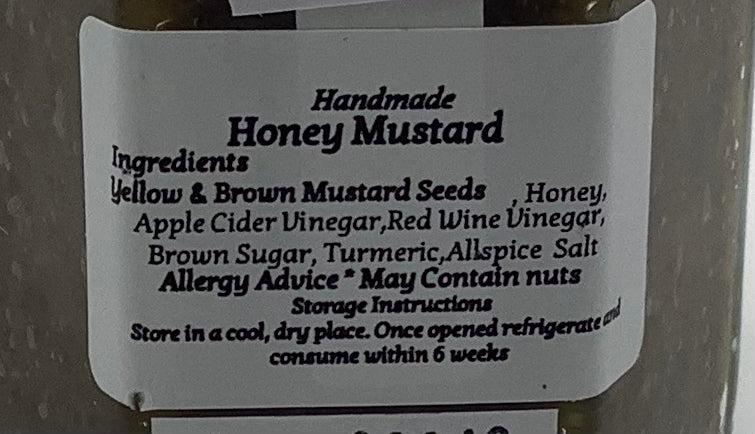 Handmade
Honey Mustard
Ingredients
Yellow & Brown Mustard Seeds , Honey,
Apple Cider Vinegar,Red Wine Vinegar,
Brown Sugar, Turmeric,Allspice Salt
Allergy Advice * May Contain nuts
Storage Instructions
Store in a cool, dry place. Once opened refrigerate and
consume within 6 weeks